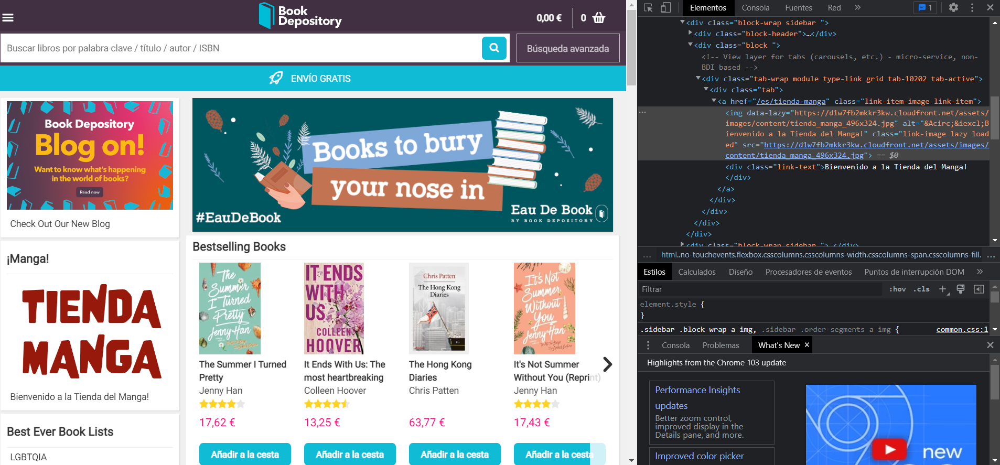 Book
Depository
0,00 €
0
Buscar libros por palabra clave / título / autor / ISBN
Búsqueda avanzada
ENVÍO GRATIS
Book Depository
Blog on!
Want to know what's happening
in the world of books?
Read now
Check Out Our New Blog
¡Manga!
TIENDA
MANGA
Bienvenido a la Tienda del Manga!
Best Ever Book Lists
LGBTQIA
Books to bury
your nose in
#EauDeBook
Eau De Book
BY BOOK DEPOSITORY
Bestselling Books
The
Summer
I Turned
Pretty
Jenny Han
IT ENDS
WITH
US
COLLEEN
HOOVER
Chris Patten
The Hong Kong
Diaries
It's Not
Summer
Without
You
Jenny Han
The Summer I Turned
Pretty
Jenny Han
17,62 €
Añadir a la cesta
It Ends With Us: The
most heartbreaking
Colleen Hoover
13,25 €
Añadir a la cesta
The Hong Kong
Diaries
Chris Patten
63,77 €
Añadir a la cesta
It's Not Summer
Without You (Reprint)
Jenny Han
17,43 €
Añadir a la cesta
Elementos
Consola
Fuentes
Red
»
1
<div class="block-wrap sidebar ">
<div class="block-header">…</div>
<div class="block ">
<!-- View layer for tabs (carousels, etc.) - micro-service, non-
BDI based -->
<div class="tab-wrap module type-link grid tab-10202 tab-active">
<div class="tab">
<a href="/es/tienda-manga" class="link-item-image link-item">
<img data-lazy="https://d1w7fb2mkkr3kw.cloudfront.net/assets/
images/content/tienda_manga_496x324.jpg" alt="&Acirc;&iexcl;B
ienvenido a la Tienda del Manga!" class="link-image lazy load
ed" src="https://d1w7fb2mkkr3kw.cloudfront.net/assets/images/
content/tienda_manga_496x324.jpg"> == $0
<div class="link-text">Bienvenido a la Tienda del Manga!
</div>
</a>
</div>
</div>
</div>
</div>
<div class="block-wrap sidebar "> </div>
... html..no-touchevents.flexbox.csscolumns.csscolumns-width.csscolumns-span.csscolumns-fill. ...
Estilos
Calculados
Diseño
Procesadores de eventos
Puntos de interrupción DOM
»
Filtrar
:hov
.cls
+
element.style {
}
.sidebar .block-wrap a img, .sidebar .order-segments a img {
common.css:1
Consola
Problemas
What's New ×
Highlights from the Chrome 103 update
Performance Insights
updates
Better zoom control,
improved display in the
Details pane, and more.
Improved color picker
new